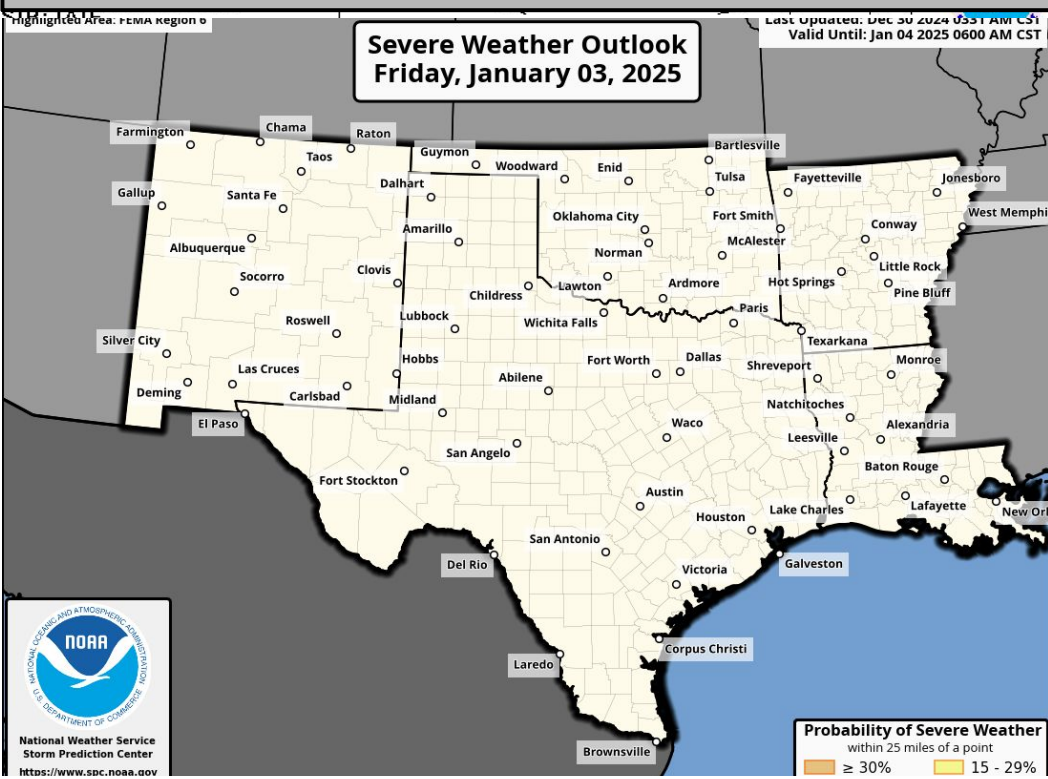 Highlighted Area: FEMA Region 6
Last Updated: Dec 30 2024 0331 AM CST
Valid Until: Jan 04 2025 0600 AM CST
Severe Weather Outlook
Friday, January 03, 2025
Farmington
Chama
Raton
Taos
Guymon
Woodward
Enid
Bartlesville
Tulsa
Fayetteville
Jonesboro
Gallup
Santa Fe
Dalhart
Amarillo
Oklahoma City
Fort Smith
West Memphi
Conway
Albuquerque
Norman
McAlester
Socorro
Clovis
Childress
Lawton
Ardmore
Hot Springs
Little Rock
Pine Bluff
Roswell
Lubbock
Wichita Falls
Paris
Texarkana
Silver City
Hobbs
Fort Worth
Dallas
Shreveport
Monroe
Las Cruces
Abilene
Deming
Carlsbad
Midland
Natchitoches
El Paso
Waco
Leesville
Alexandria
San Angelo
Baton Rouge
Fort Stockton
Austin
Houston
Lake Charles
Lafayette
New Orl
San Antonio
Del Rio
Galveston
Victoria
Laredo
Corpus Christi
Brownsville
NATIONAL OCEANIC AND ATMOSPHERIC ADMINISTRATION
NOAA
U.S. DEPARTMENT OF COMMERCE
National Weather Service
Storm Prediction Center
https://www.spc.noaa.gov
Probability of Severe Weather
within 25 miles of a point
≥ 30%
15 - 29%